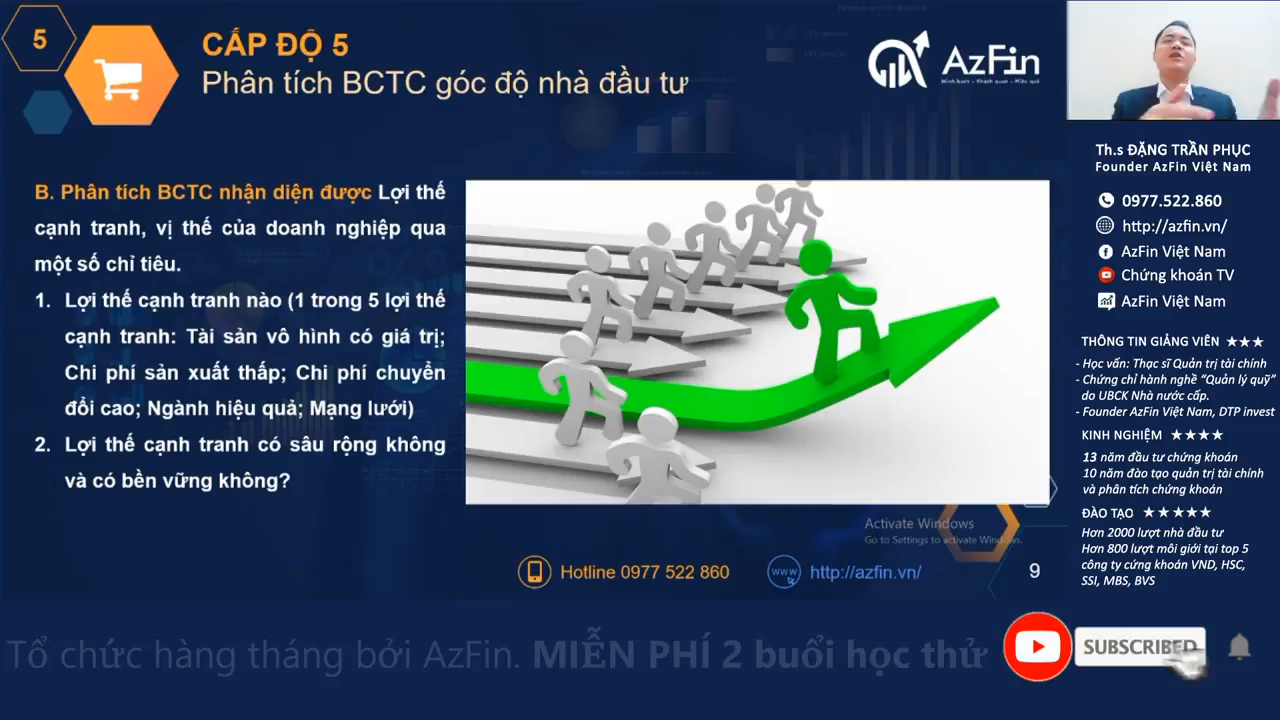 5
CẤP ĐỘ 5
Phân tích BCTC góc độ nhà đầu tư
AzFin
Minh bạch - Khách quan - Hiệu quả
B. Phân tích BCTC nhận diện được Lợi thế
cạnh tranh, vị thế của doanh nghiệp qua
một số chỉ tiêu.
1. Lợi thế cạnh tranh nào (1 trong 5 lợi thế
cạnh tranh: Tài sản vô hình có giá trị;
Chi phí sản xuất thấp; Chi phí chuyển
đổi cao; Ngành hiệu quả; Mạng lưới)
2. Lợi thế cạnh tranh có sâu rộng không
và có bền vững không?
Activate Windows
Go to Settings to activate Windows.
Hotline 0977 522 860
www
http://azfin.vn/
9
Th.s ĐẶNG TRẦN PHỤC
Founder AzFin Việt Nam
0977.522.860
http://azfin.vn/
AzFin Việt Nam
Chứng khoán TV
AzFin Việt Nam
THÔNG TIN GIẢNG VIÊN ★★★
- Học vấn: Thạc sĩ Quản trị tài chính
- Chứng chỉ hành nghề “Quản lý quỹ”
do UBCK Nhà nước cấp.
- Founder AzFin Việt Nam, DTP invest
KINH NGHIỆM ★★★★
13 năm đầu tư chứng khoán
10 năm đào tạo quản trị tài chính
và phân tích chứng khoán
ĐÀO TẠO ★★★★★
Hơn 2000 lượt nhà đầu tư
Hơn 800 lượt môi giới tại top 5
công ty cứng khoán VND, HSC,
SSI, MBS, BVS
Tổ chức hàng tháng bởi AzFin. MIỄN PHÍ 2 buổi học thử
SUBSCRIBED